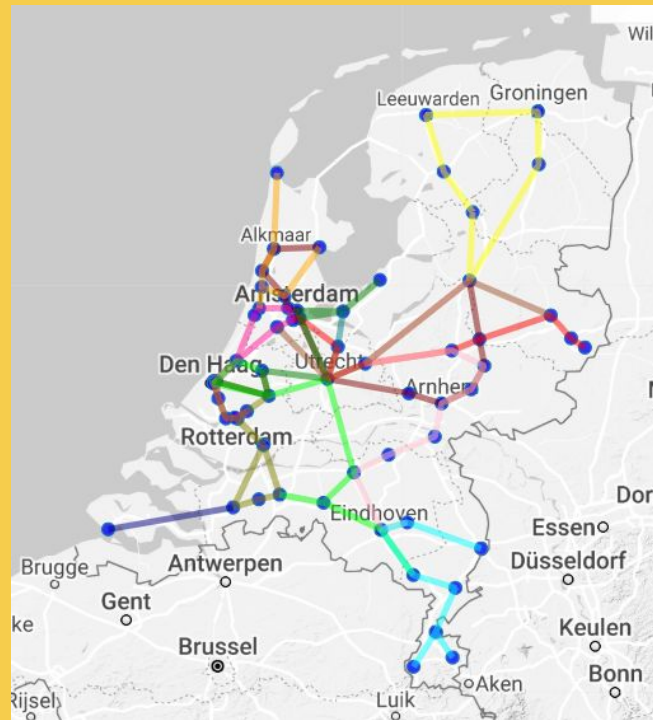 Wil
Leeuwarden
Groningen
Alkmaar
Amsterdam
Den Haag
Utrecht
Arnhem
Rotterdam
Eindhoven
Essen
Dor
Antwerpen
Düsseldorf
Brugge
Gent
ke
Brussel
Keulen
Aken
Bonn
Rijsel
Luik